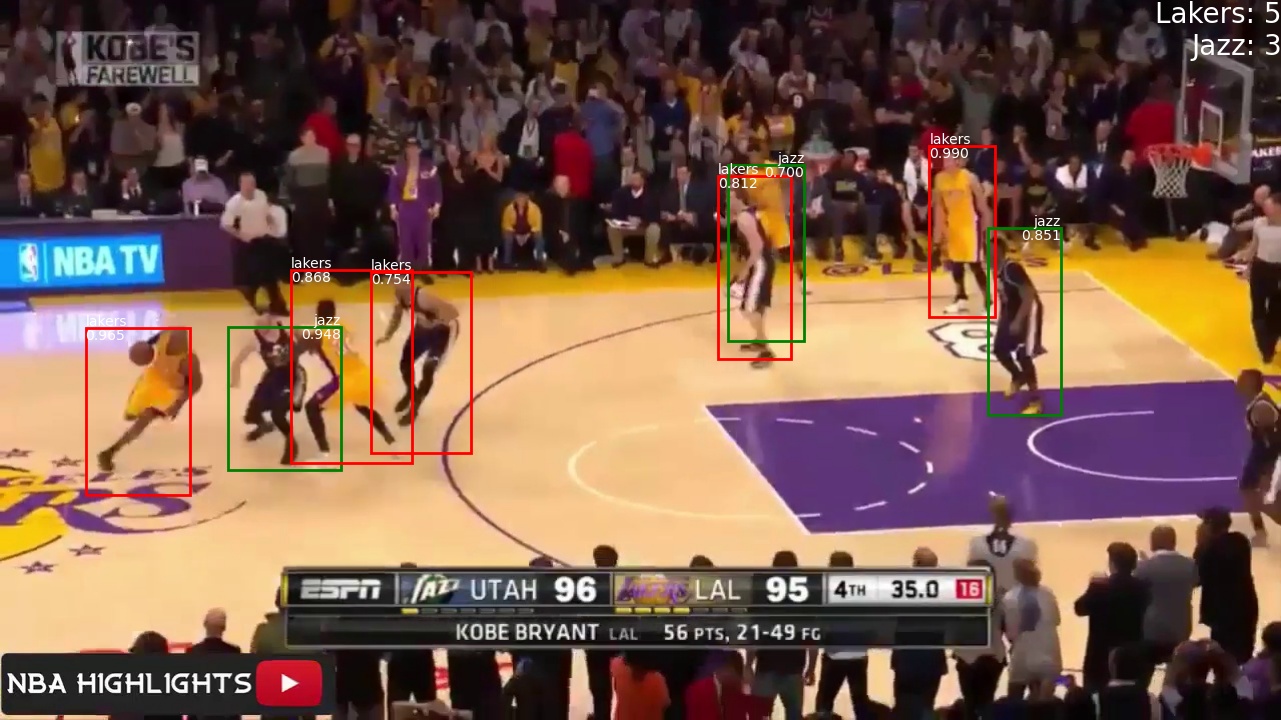 Lakers: 5
Jazz: 3
KOBE'S
FAREWELL
jazz
0.700
lakers
0.812
lakers
0.990
jazz
0.851
NBA TV
lakers
0.868
lakers
0.754
lakers
0.965
jazz
0.948
ESPN JAZZ UTAH 96 LAKERS LAL 95 4TH 35.0 16
KOBE BRYANT LAL 56 PTS, 21-49 FG
NBA HIGHLIGHTS